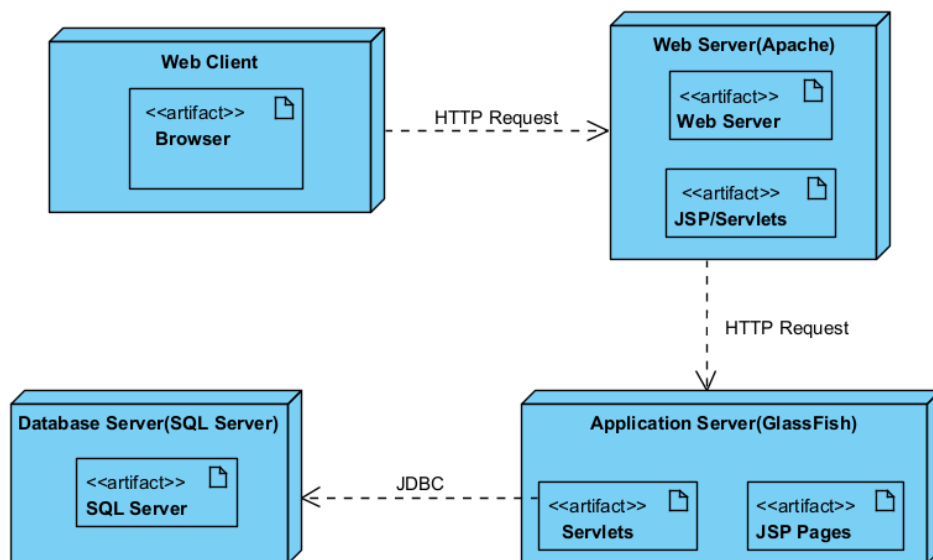 Web Client
<<artifact>>
Browser
HTTP Request
Web Server(Apache)
<<artifact>>
Web Server
<<artifact>>
JSP/Servlets
HTTP Request
Database Server(SQL Server)
<<artifact>>
SQL Server
JDBC
Application Server(GlassFish)
<<artifact>>
Servlets
<<artifact>>
JSP Pages